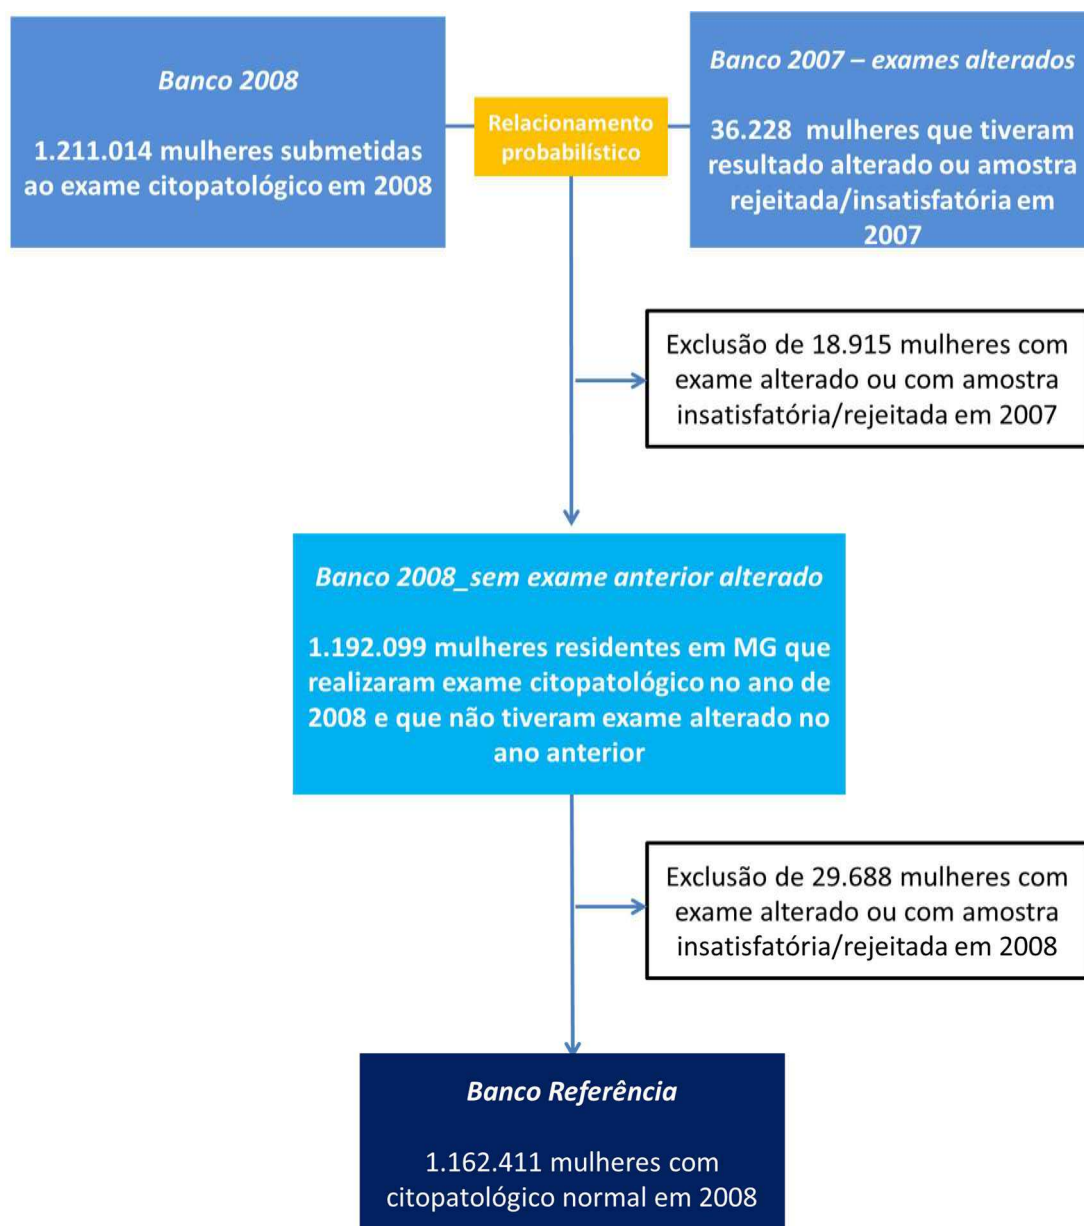 Banco 2008
1.211.014 mulheres submetidas
ao exame citopatológico em 2008
Relacionamento
probabilístico
Banco 2007 – exames alterados
36.228 mulheres que tiveram
resultado alterado ou amostra
rejeitada/insatisfatória em
2007
Exclusão de 18.915 mulheres com
exame alterado ou com amostra
insatisfatória/rejeitada em 2007
Banco 2008_sem exame anterior alterado
1.192.099 mulheres residentes em MG que
realizaram exame citopatológico no ano de
2008 e que não tiveram exame alterado no
ano anterior
Exclusão de 29.688 mulheres com
exame alterado ou com amostra
insatisfatória/rejeitada em 2008
Banco Referência
1.162.411 mulheres com
citopatológico normal em 2008